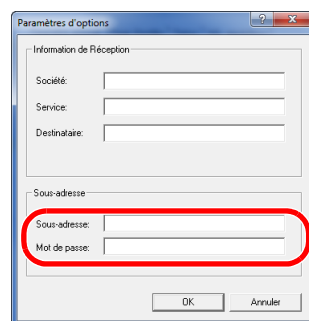 Paramètres d'options
Information de Réception
Société:
Service:
Destinataire:
Sous-adresse
Sous-adresse:
Mot de passe:
OK Annuler